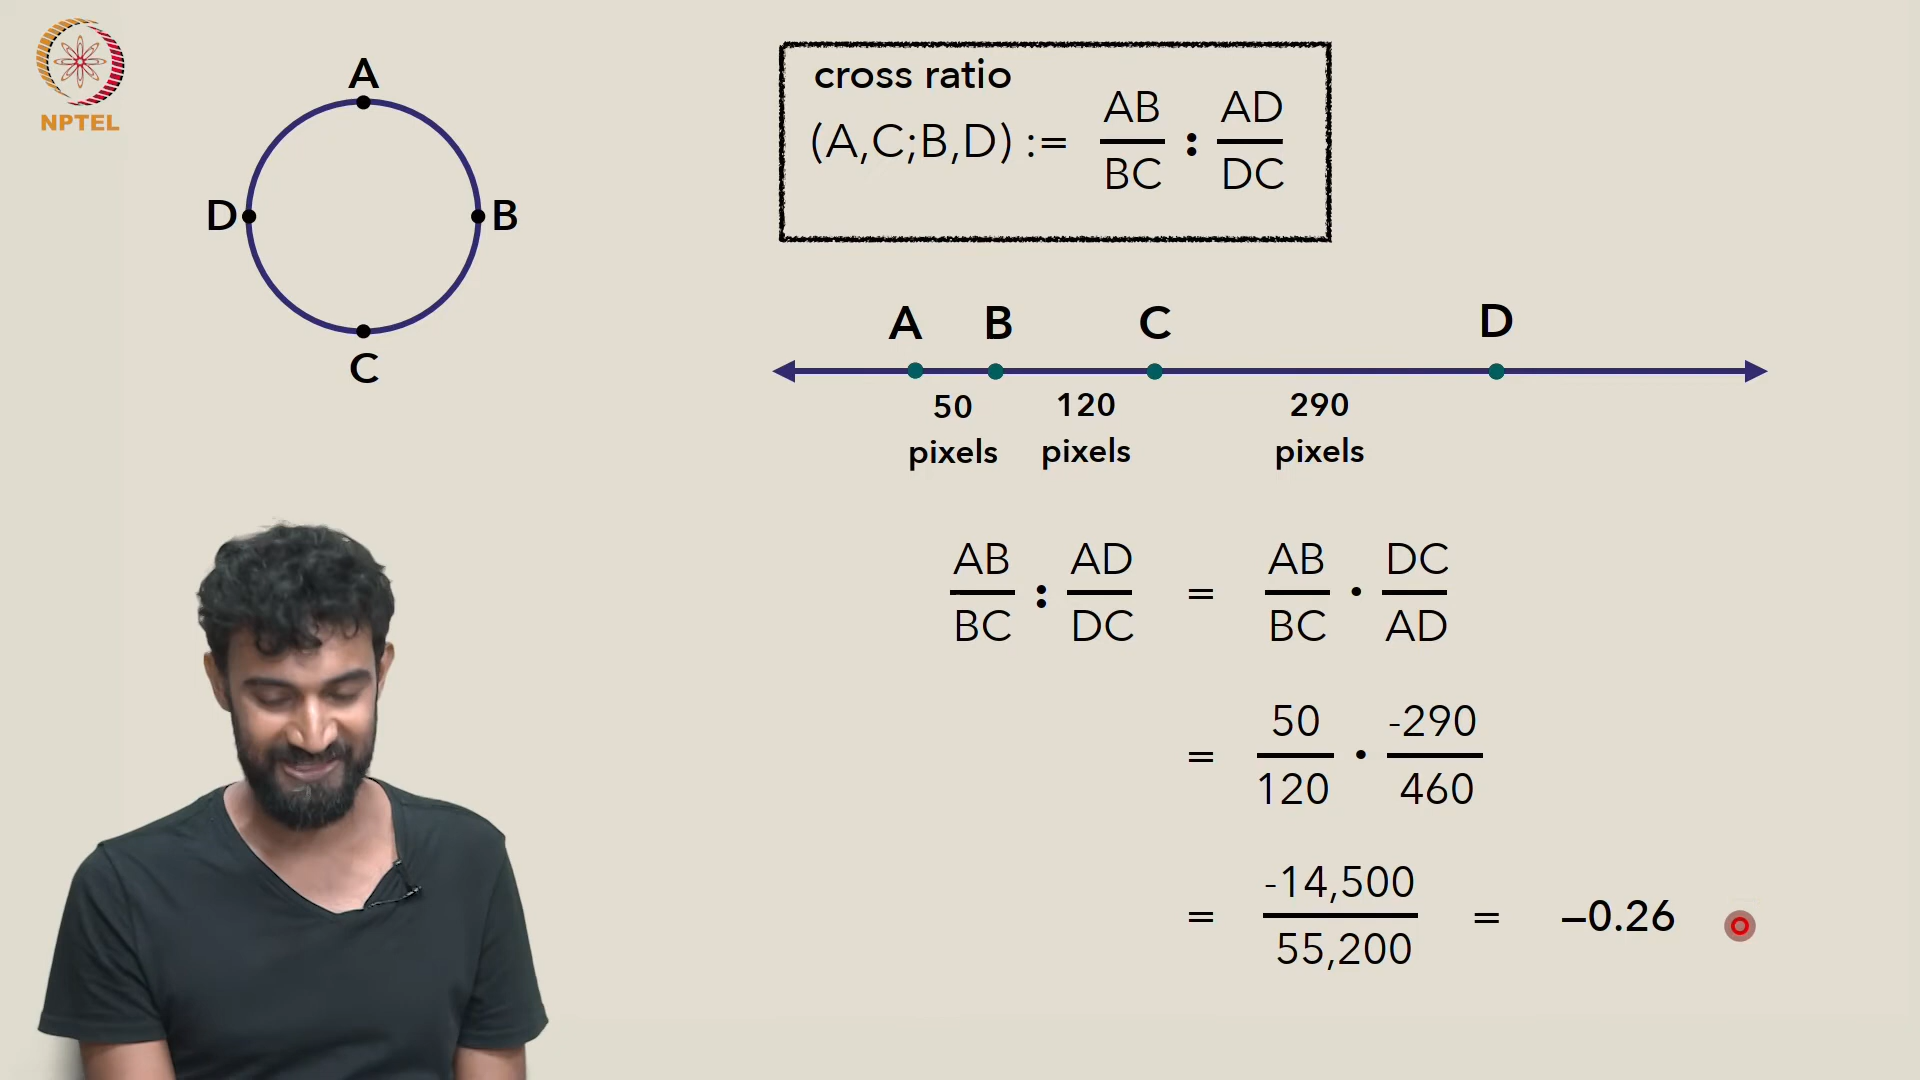 NPTEL
A
D B
C
cross ratio
(A,C;B,D) := AB/BC : AD/DC
A B C D
50 pixels
120 pixels
290 pixels
AB/BC : AD/DC = AB/BC · DC/AD
= 50/120 · -290/460
= -14,500/55,200 = –0.26